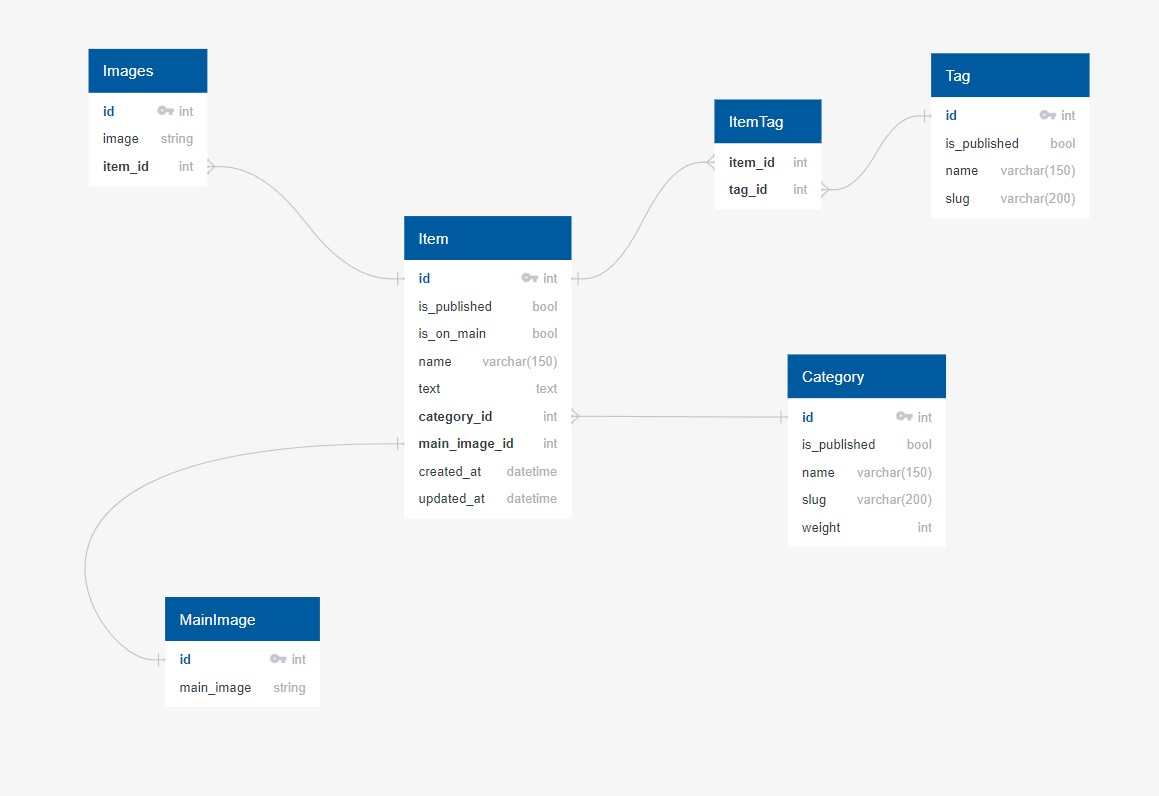 Images
id int
image string
item_id int
Item
id int
is_published bool
is_on_main bool
name varchar(150)
text text
category_id int
main_image_id int
created_at datetime
updated_at datetime
ItemTag
item_id int
tag_id int
Tag
id int
is_published bool
name varchar(150)
slug varchar(200)
Category
id int
is_published bool
name varchar(150)
slug varchar(200)
weight int
MainImage
id int
main_image string